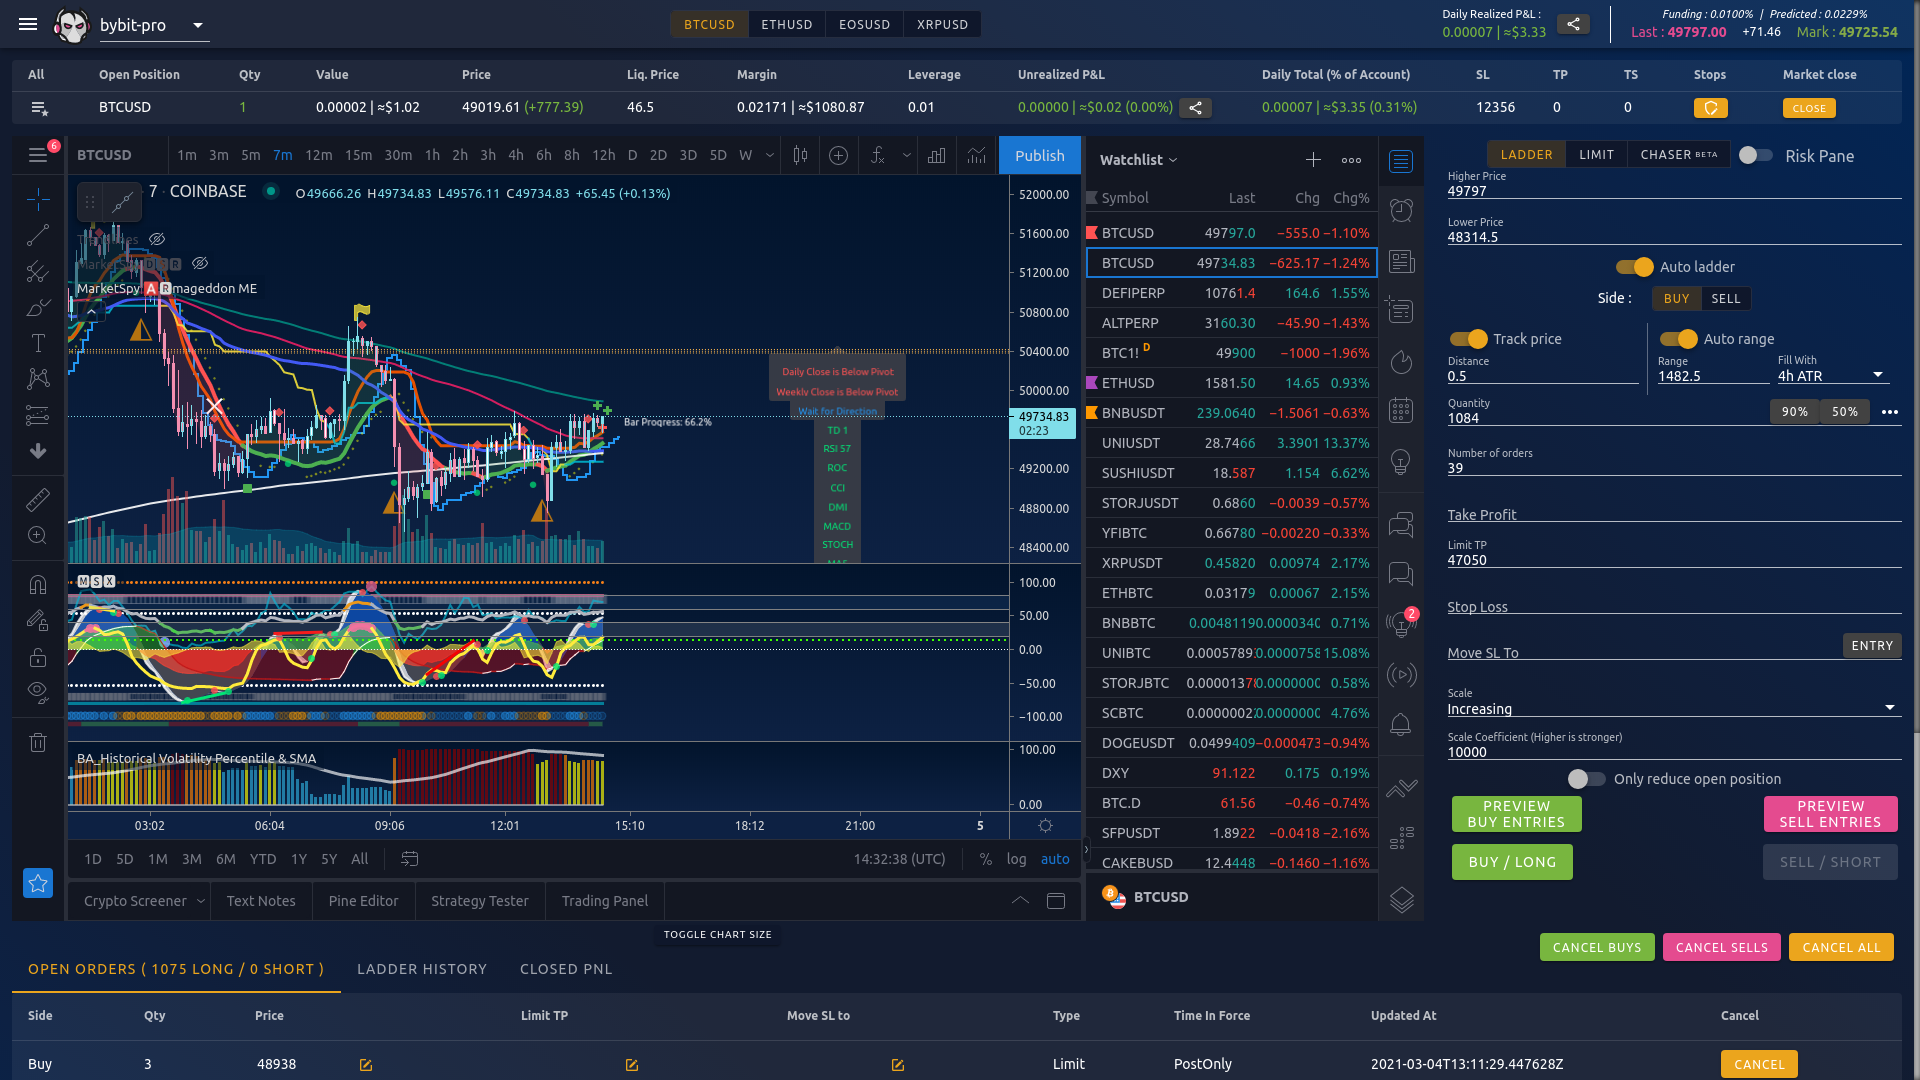 bybit-pro
BTCUSD ETHUSD EOSUSD XRPUSD
Daily Realized P&L :
0.00007 | ≈$3.33
Funding : 0.0100% / Predicted : 0.0229%
Last : 49797.00 +71.46 Mark : 49725.54
All Open Position Qty Value Price Liq. Price Margin Leverage Unrealized P&L Daily Total (% of Account) SL TP TS Stops Market close
BTCUSD 1 0.00002 | ≈$1.02 49019.61 (+777.39) 46.5 0.02171 | ≈$1080.87 0.01 0.00000 | ≈$0.02 (0.00%) 0.00007 | ≈$3.35 (0.31%) 12356 0 0 CLOSE
6
BTCUSD 1m 3m 5m 7m 12m 15m 30m 1h 2h 3h 4h 6h 8h 12h D 2D 3D 5D W Publish
7 COINBASE O49666.26 H49734.83 L49576.11 C49734.83 +65.45 (+0.13%)
MarketSpy A R mageddon ME
52000.00
51600.00
51200.00
50800.00
50400.00
50000.00
49734.83
02:23
49200.00
48800.00
48400.00
Daily Close is Below Pivot
Weekly Close is Below Pivot
Wait for Direction
Bar Progress: 66.2%
TD 1
RSI 57
ROC
CCI
DMI
MACD
STOCH
M S X
100.00
50.00
0.00
−50.00
−100.00
BA_Historical Volatility Percentile & SMA
100.00
0.00
03:02 06:04 09:06 12:01 15:10 18:12 21:00 5
1D 5D 1M 3M 6M YTD 1Y 5Y All 14:32:38 (UTC) % log auto
Crypto Screener Text Notes Pine Editor Strategy Tester Trading Panel
TOGGLE CHART SIZE
Watchlist
Symbol Last Chg Chg%
BTCUSD 49797.0 −555.0 −1.10%
BTCUSD 49734.83 −625.17 −1.24%
DEFIPERP 10761.4 164.6 1.55%
ALTPERP 3160.30 −45.90 −1.43%
BTC1! D 49900 −1000 −1.96%
ETHUSD 1581.50 14.65 0.93%
BNBUSDT 239.0640 −1.5061 −0.63%
UNIUSDT 28.7466 3.3901 13.37%
SUSHIUSDT 18.587 1.154 6.62%
STORJUSDT 0.6860 −0.0039 −0.57%
YFIBTC 0.66780 −0.00220 −0.33%
XRPUSDT 0.45820 0.00974 2.17%
ETHBTC 0.03179 0.00067 2.15%
BNBBTC 0.0048119 0.0000340 0.71%
UNIBTC 0.0005789 0.0000758 15.08%
STORJBTC 0.0000137 0.0000000 0.58%
SCBTC 0.0000002 0.0000000 4.76%
DOGEUSDT 0.0499409 −0.000473 −0.94%
DXY 91.122 0.175 0.19%
BTC.D 61.56 −0.46 −0.74%
SFPUSDT 1.8922 −0.0418 −2.16%
CAKEBUSD 12.4448 −0.1460 −1.16%
BTCUSD
2
LADDER LIMIT CHASER BETA Risk Pane
Higher Price
49797
Lower Price
48314.5
Auto ladder
Side : BUY SELL
Track price Auto range
Distance Range Fill With
0.5 1482.5 4h ATR
Quantity
1084 90% 50%
Number of orders
39
Take Profit
Limit TP
47050
Stop Loss
Move SL To ENTRY
Scale
Increasing
Scale Coefficient (Higher is stronger)
10000
Only reduce open position
PREVIEW BUY ENTRIES PREVIEW SELL ENTRIES
BUY / LONG SELL / SHORT
CANCEL BUYS CANCEL SELLS CANCEL ALL
OPEN ORDERS ( 1075 LONG / 0 SHORT ) LADDER HISTORY CLOSED PNL
Side Qty Price Limit TP Move SL to Type Time In Force Updated At Cancel
Buy 3 48938 Limit PostOnly 2021-03-04T13:11:29.447628Z CANCEL